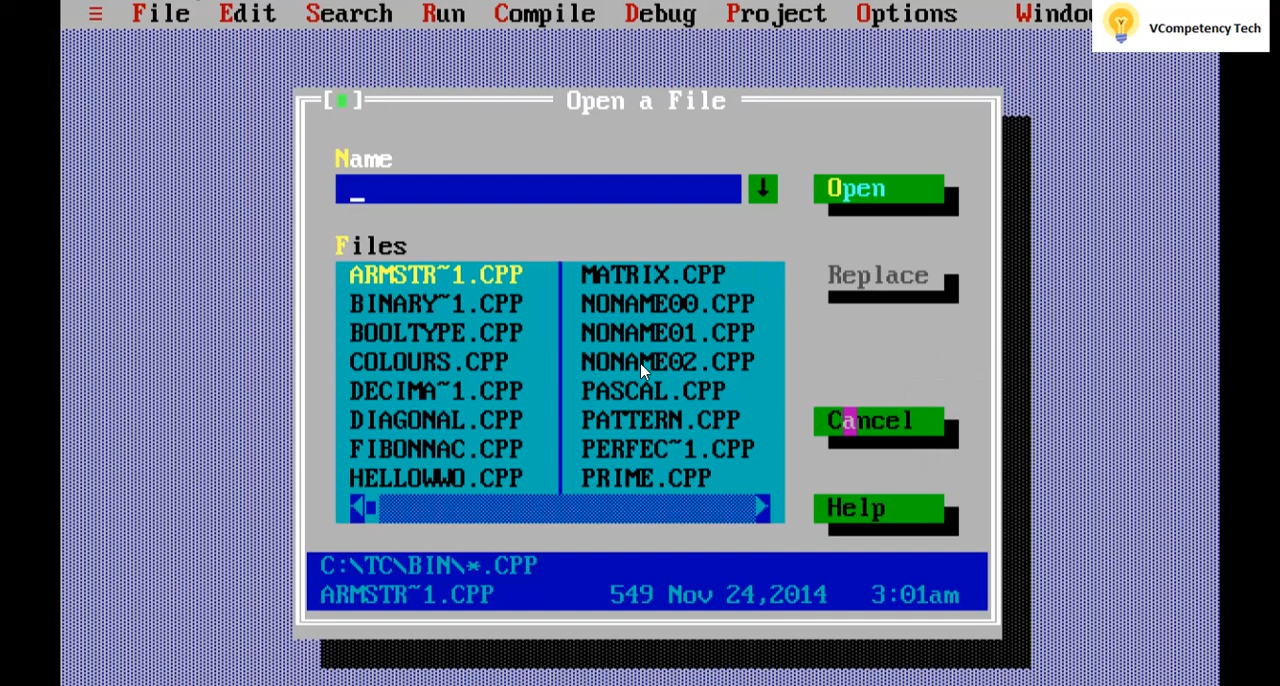 ≡ File Edit Search Run Compile Debug Project Options Window
VCompetency Tech
[■] Open a File
Name
Open
Files
ARMSTR~1.CPP MATRIX.CPP
Replace
BINARY~1.CPP NONAME00.CPP
BOOLTYPE.CPP NONAME01.CPP
COLOURS.CPP NONAME02.CPP
DECIMA~1.CPP PASCAL.CPP
DIAGONAL.CPP PATTERN.CPP
Cancel
FIBONNAC.CPP PERFEC~1.CPP
HELLOWWO.CPP PRIME.CPP
Help
C:\TC\BIN\*.CPP
ARMSTR~1.CPP 549 Nov 24,2014 3:01am